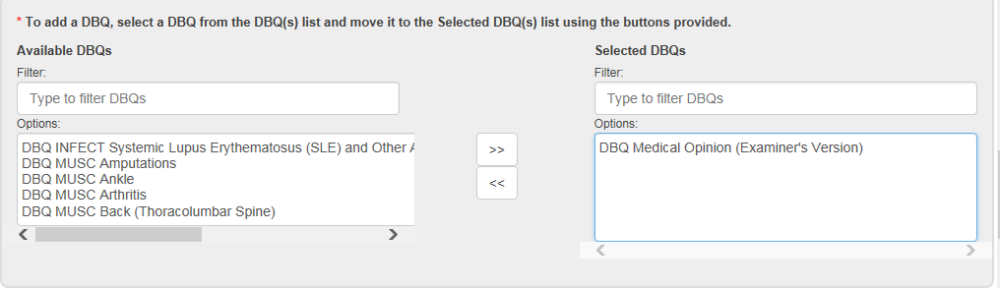 * To add a DBQ, select a DBQ from the DBQ(s) list and move it to the Selected DBQ(s) list using the buttons provided.
Available DBQs
Filter:
Type to filter DBQs
Options:
DBQ INFECT Systemic Lupus Erythematosus (SLE) and Other
DBQ MUSC Amputations
DBQ MUSC Ankle
DBQ MUSC Arthritis
DBQ MUSC Back (Thoracolumbar Spine)
>>
<<
Selected DBQs
Filter:
Type to filter DBQs
Options:
DBQ Medical Opinion (Examiner's Version)